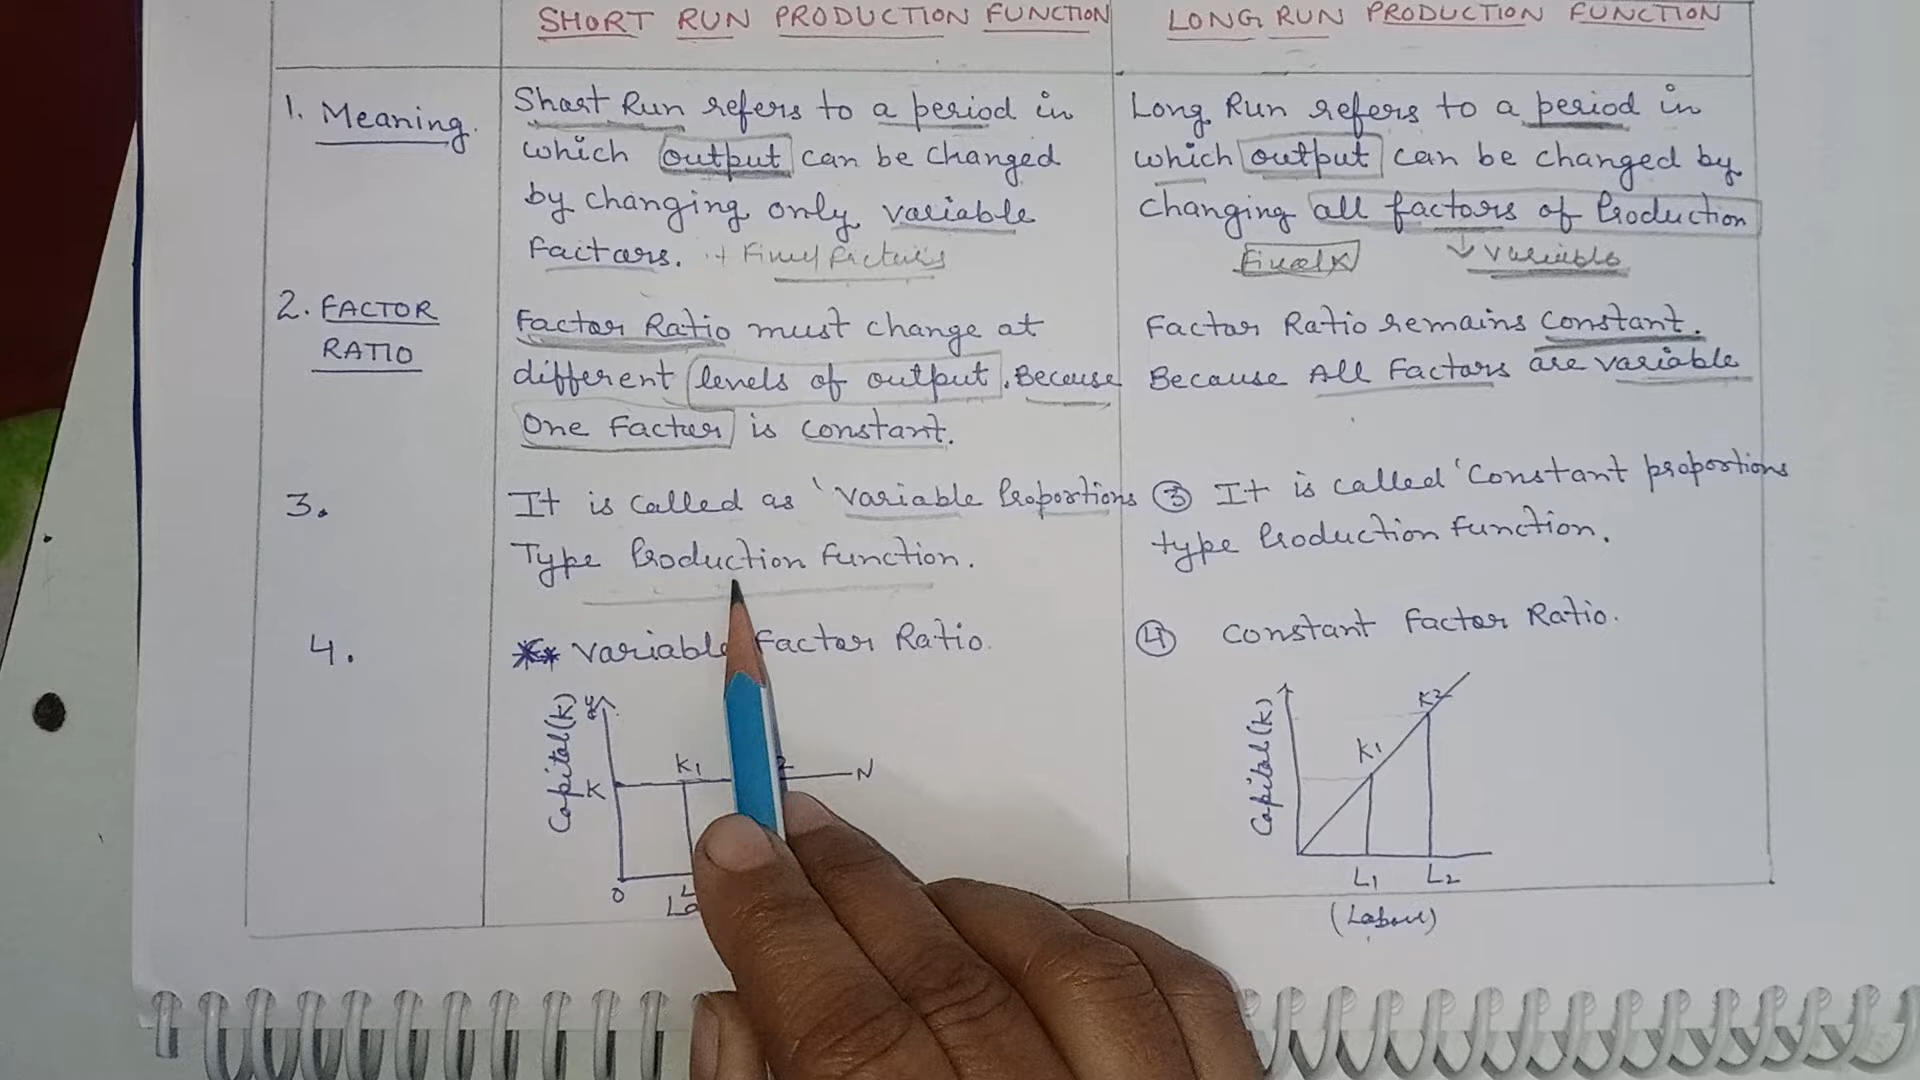 SHORT RUN PRODUCTION FUNCTION
LONG RUN PRODUCTION FUNCTION
1. Meaning.
Short Run refers to a period in
which output can be changed
by changing only variable
Factors. +
Long Run refers to a period in
which output can be changed by
changing all factors of Production
variable
2. FACTOR
RATIO
Factor Ratio must change at
different levels of output. Because
One Factor is constant.
Factor Ratio remains constant.
Because All Factors are variable
3.
It is called as 'variable Proportions
Type Production Function.
③ It is called 'Constant proportions
type Production Function.
4.
** variable Factor Ratio.
Capital(K)
y
K
K1
2
N
O
L
④ Constant Factor Ratio.
Capital(K)
K1
K2
L1
L2
(Labour)